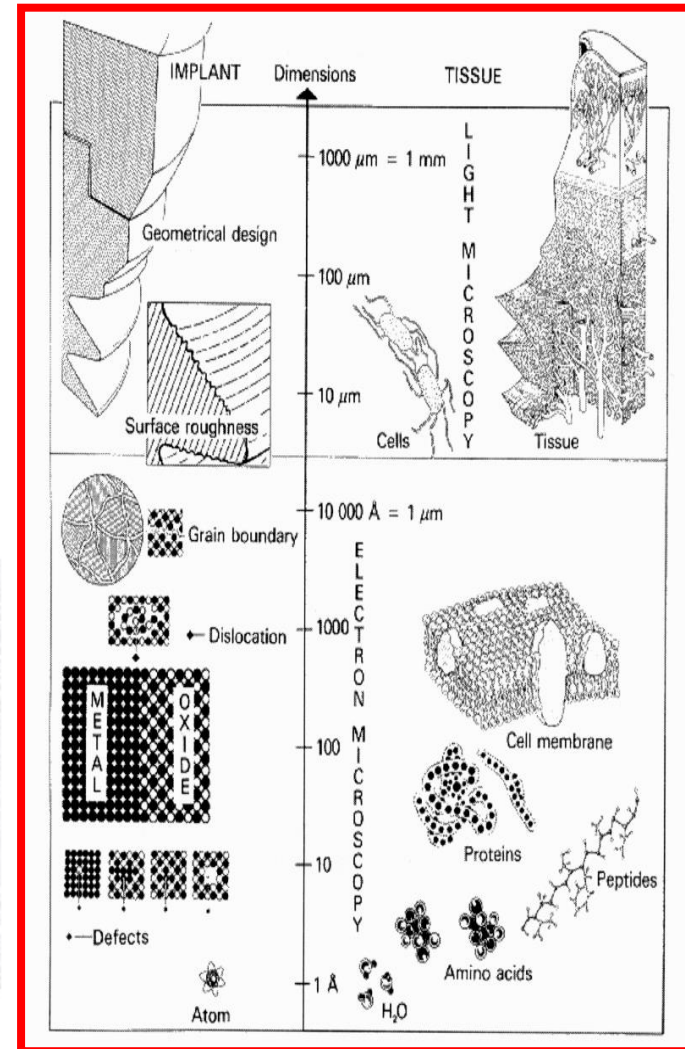 IMPLANT Dimensions TISSUE
1000 μm = 1 mm
LIGHT MICROSCOPY
Geometrical design
100 μm
10 μm
Surface roughness
Cells
Tissue
10 000 Å = 1 μm
Grain boundary
ELECTRON MICROSCOPY
1000
Dislocation
METAL
OXIDE
Cell membrane
100
Proteins
10
Peptides
Defects
Amino acids
1 Å
H₂O
Atom